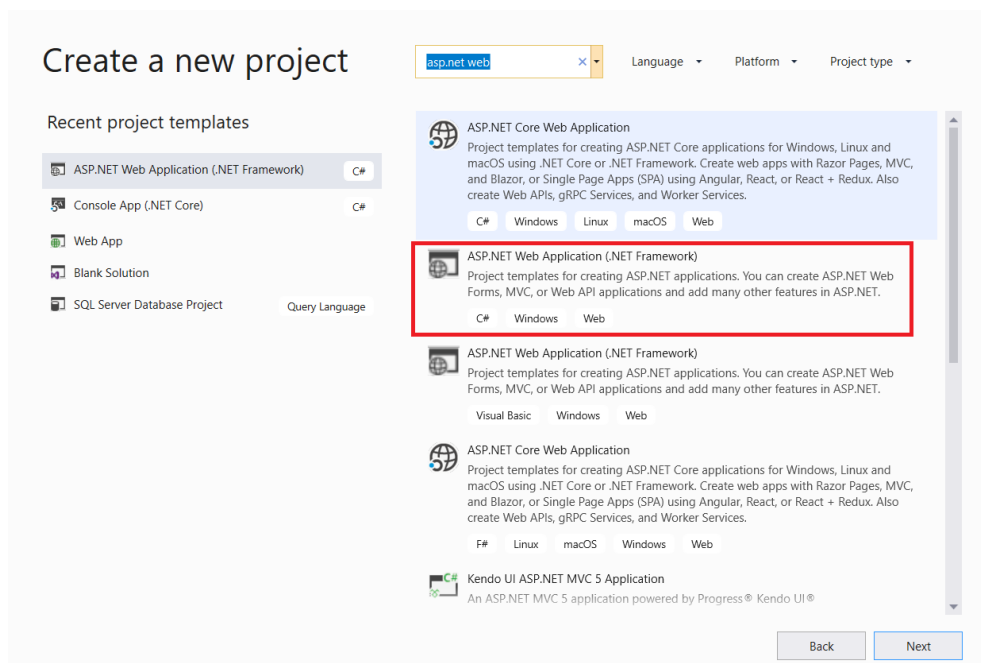 Create a new project
asp.net web
Language
Platform
Project type
Recent project templates
ASP.NET Web Application (.NET Framework)
C#
Console App (.NET Core)
C#
Web App
Blank Solution
SQL Server Database Project
Query Language
ASP.NET Core Web Application
Project templates for creating ASP.NET Core applications for Windows, Linux and
macOS using .NET Core or .NET Framework. Create web apps with Razor Pages, MVC,
and Blazor, or Single Page Apps (SPA) using Angular, React, or React + Redux. Also
create Web APIs, gRPC Services, and Worker Services.
C# Windows Linux macOS Web
ASP.NET Web Application (.NET Framework)
Project templates for creating ASP.NET applications. You can create ASP.NET Web
Forms, MVC, or Web API applications and add many other features in ASP.NET.
C# Windows Web
ASP.NET Web Application (.NET Framework)
Project templates for creating ASP.NET applications. You can create ASP.NET Web
Forms, MVC, or Web API applications and add many other features in ASP.NET.
Visual Basic Windows Web
ASP.NET Core Web Application
Project templates for creating ASP.NET Core applications for Windows, Linux and
macOS using .NET Core or .NET Framework. Create web apps with Razor Pages, MVC,
and Blazor, or Single Page Apps (SPA) using Angular, React, or React + Redux. Also
create Web APIs, gRPC Services, and Worker Services.
F# Linux macOS Windows Web
C#
Kendo UI ASP.NET MVC 5 Application
An ASP.NET MVC 5 application powered by Progress® Kendo UI®
Back
Next